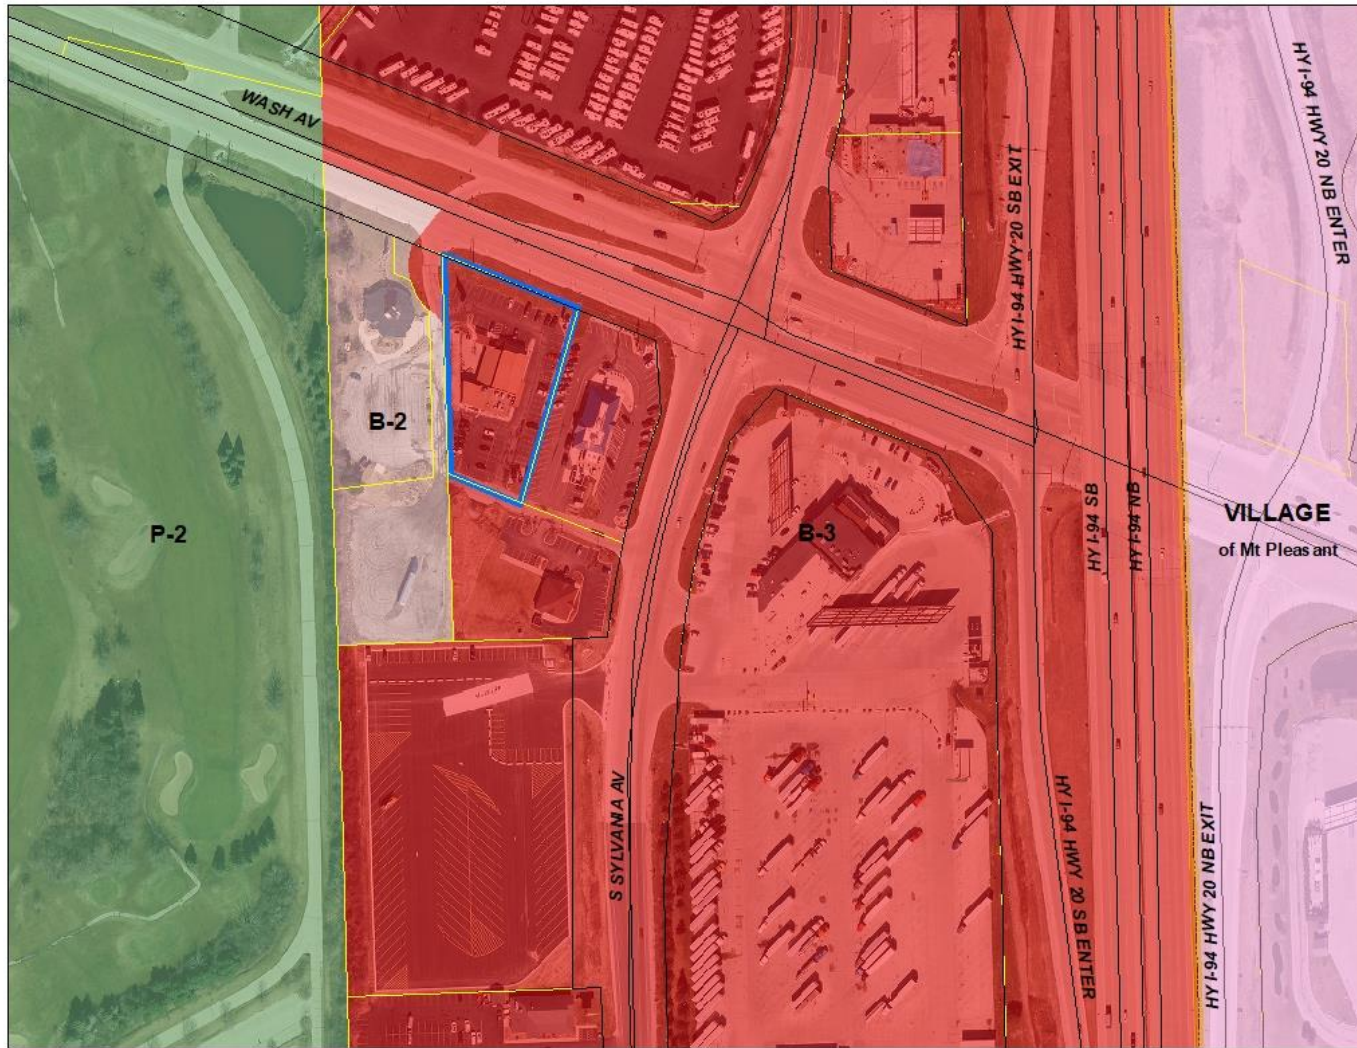 WASH AV
HY I-94 HWY 20 NB ENTER
HY I-94 HWY 20 SB EXIT
B-2
HY I-94 SB
HY I-94 NB
VILLAGE
of Mt Pleasant
P-2
B-3
S SYLVANIA AV
HY I-94 HWY 20 SB ENTER
HY I-94 HWY 20 NB EXIT